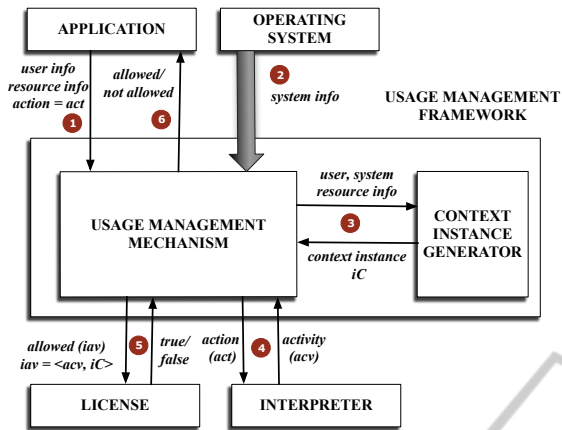 APPLICATION
OPERATING
SYSTEM
user info
resource info
action = act
1
allowed/
not allowed
6
2
system info
USAGE MANAGEMENT
FRAMEWORK
USAGE MANAGEMENT
MECHANISM
user, system
resource info
3
context instance
iC
CONTEXT
INSTANCE
GENERATOR
allowed (iav)
iav = <acv, iC>
5
true/
false
action
(act)
4
activity
(acv)
LICENSE
INTERPRETER